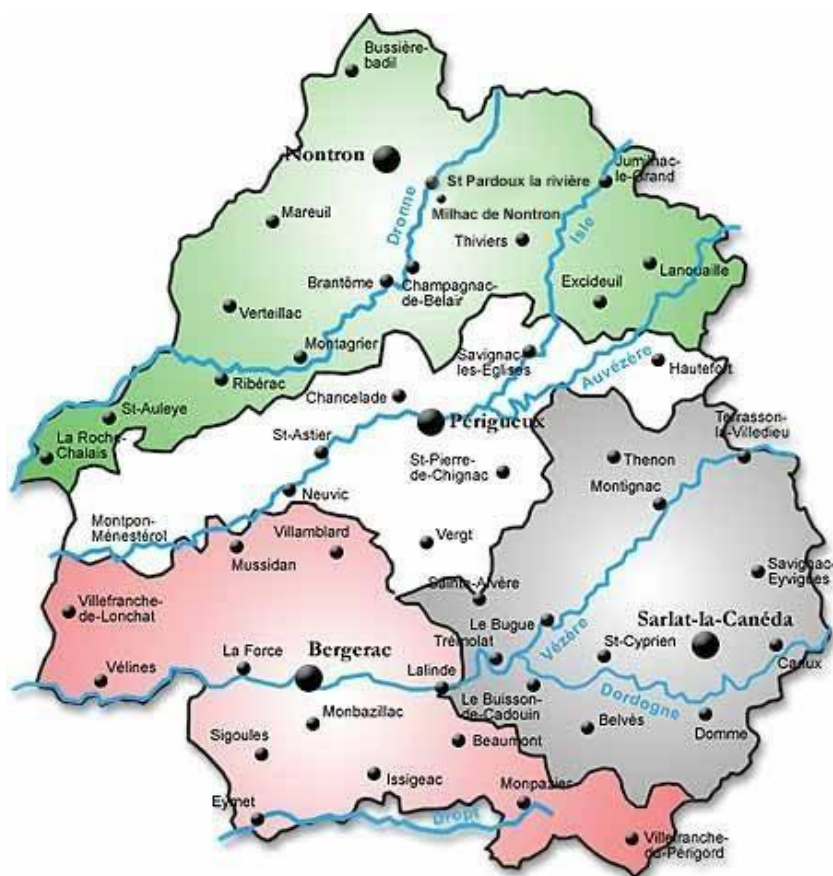 Bussière-
badil
Nontron
St Pardoux la rivière
Jumilhac-
le-Grand
Milhac de Nontron
Mareuil
Dronne
Thiviers
Isle
Lanouaille
Brantôme
Champagnac-
de-Belair
Excideuil
Verteillac
Montagrier
Savignac-
les-Eglises
Auvézère
Hautefort
Ribérac
Chancelade
St-Auleye
Périgueux
Terrasson-
la-Villedieu
La Roche-
Chalais
St-Astier
St-Pierre-
de-Chignac
Thenon
Montignac
Neuvic
Montpon-
Ménestérol
Villamblard
Vergt
Mussidan
Savignac-
Eyvigues
Sainte-Alvère
Villefranche-
de-Lonchat
Le Bugue
Sarlat-la-Canéda
Vézère
Trémolat
St-Cyprien
La Force
Bergerac
Vélines
Lalinde
Carlux
Le Buisson-
de-Cadouin
Dordogne
Monbazillac
Belvès
Domme
Sigoules
Beaumont
Issigeac
Monpazier
Eymet
Dropt
Villefranche-
du-Périgord